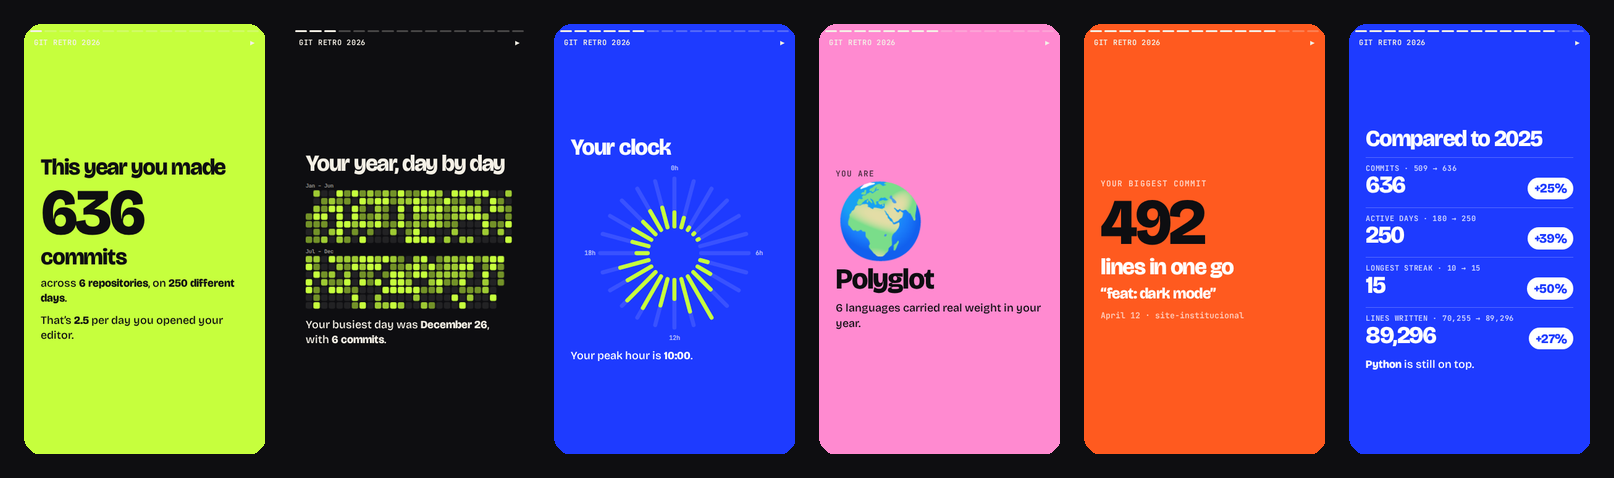 GIT RETRO 2026
This year you made
636
commits
across 6 repositories, on 250 different
days.
That's 2.5 per day you opened your
editor.
GIT RETRO 2026
Your year, day by day
Jan – Jun
Jul – Dec
Your busiest day was December 26,
with 6 commits.
GIT RETRO 2026
Your clock
0h
18h
6h
12h
Your peak hour is 10:00.
GIT RETRO 2026
YOU ARE
Polyglot
6 languages carried real weight in your
year.
GIT RETRO 2026
YOUR BIGGEST COMMIT
492
lines in one go
“feat: dark mode”
April 12 · site-institucional
GIT RETRO 2026
Compared to 2025
COMMITS · 509 → 636
636
+25%
ACTIVE DAYS · 180 → 250
250
+39%
LONGEST STREAK · 10 → 15
15
+50%
LINES WRITTEN · 70,255 → 89,296
89,296
+27%
Python is still on top.